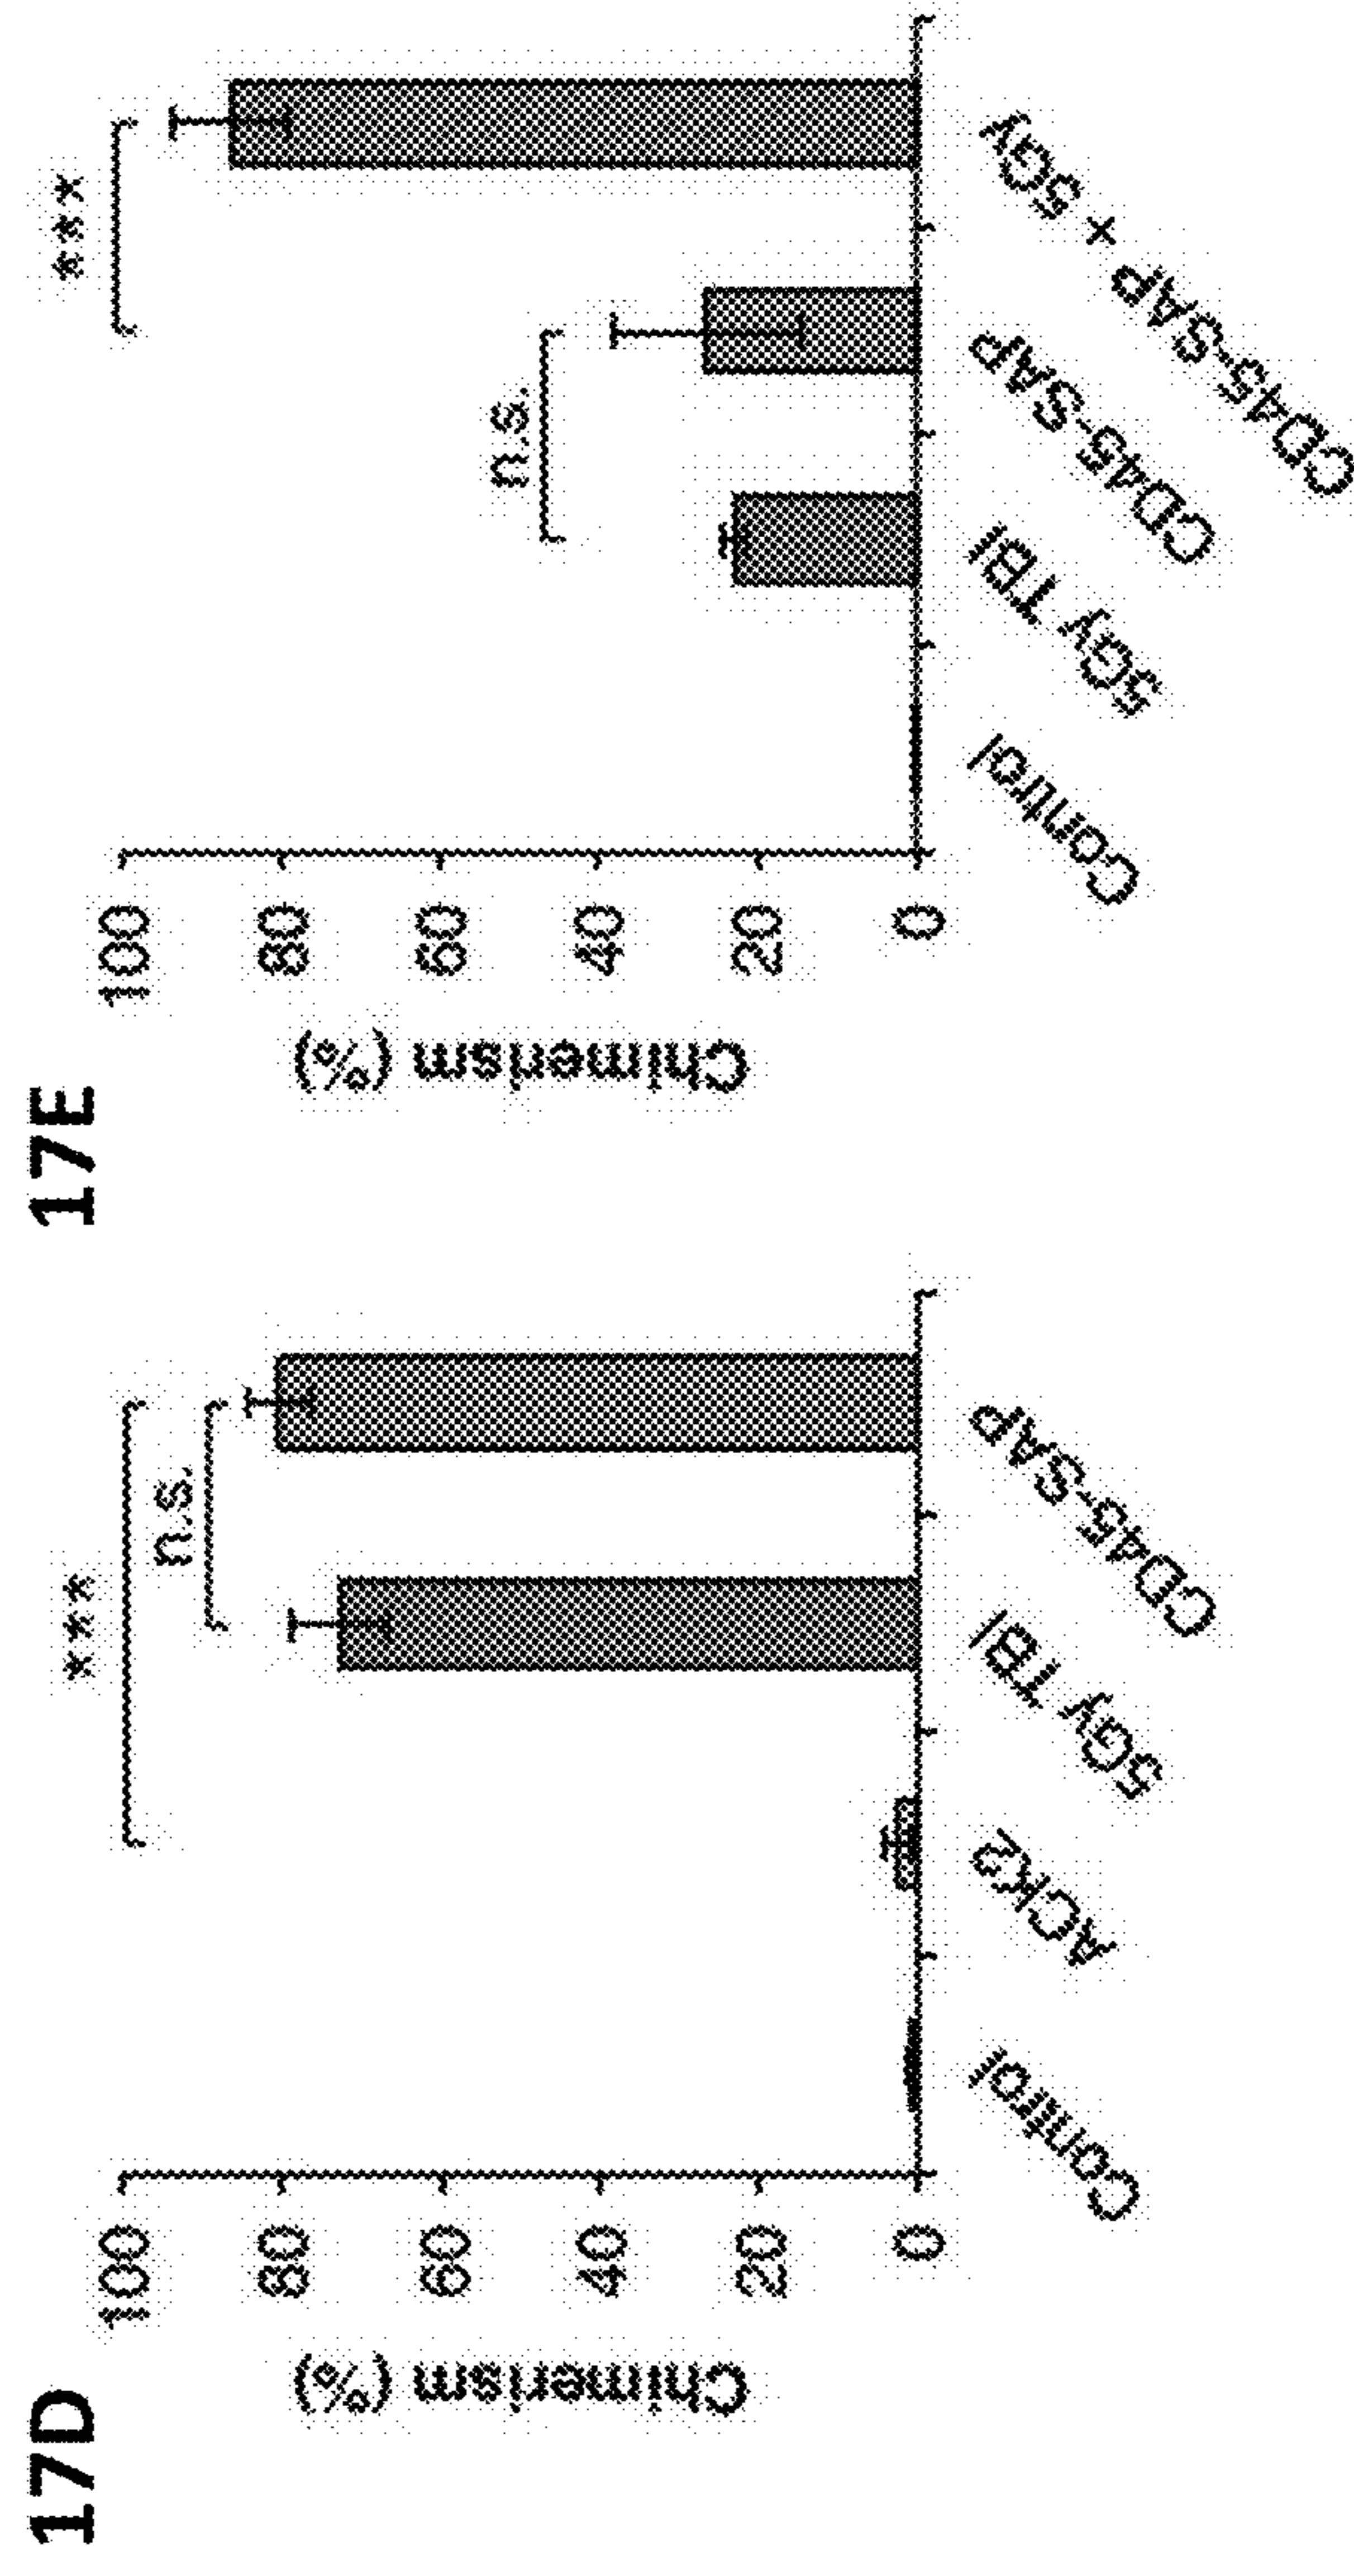 17D
Chimerism (%)
100
80
60
40
20
0
***
n.s.
Control
ACK2
5Gy TBI
CD45-SAP
17E
Chimerism (%)
100
80
60
40
20
0
n.s.
***
Control
5Gy TBI
CD45-SAP
CD45-SAP + 5Gy